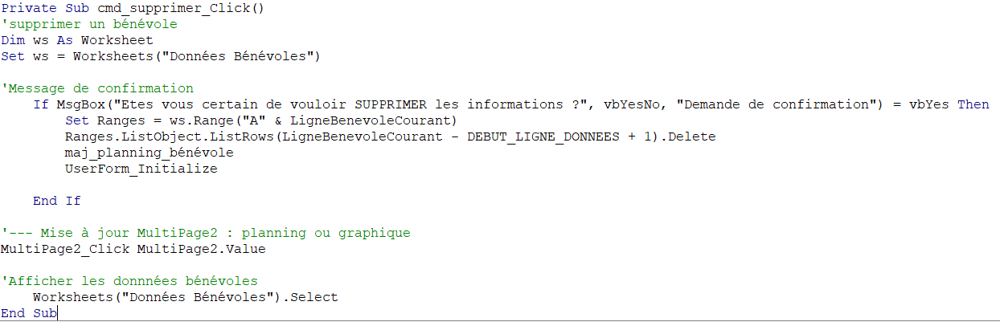 Private Sub cmd_supprimer_Click()
'supprimer un bénévole
Dim ws As Worksheet
Set ws = Worksheets("Données Bénévoles")
'Message de confirmation
If MsgBox("Etes vous certain de vouloir SUPPRIMER les informations ?", vbYesNo, "Demande de confirmation") = vbYes Then
Set Ranges = ws.Range("A" & LigneBenevoleCourant)
Ranges.ListObject.ListRows(LigneBenevoleCourant - DEBUT_LIGNE_DONNEES + 1).Delete
maj_planning_bénévole
UserForm_Initialize
End If
'--- Mise à jour MultiPage2 : planning ou graphique
MultiPage2_Click MultiPage2.Value
'Afficher les donnnées bénévoles
Worksheets("Données Bénévoles").Select
End Sub